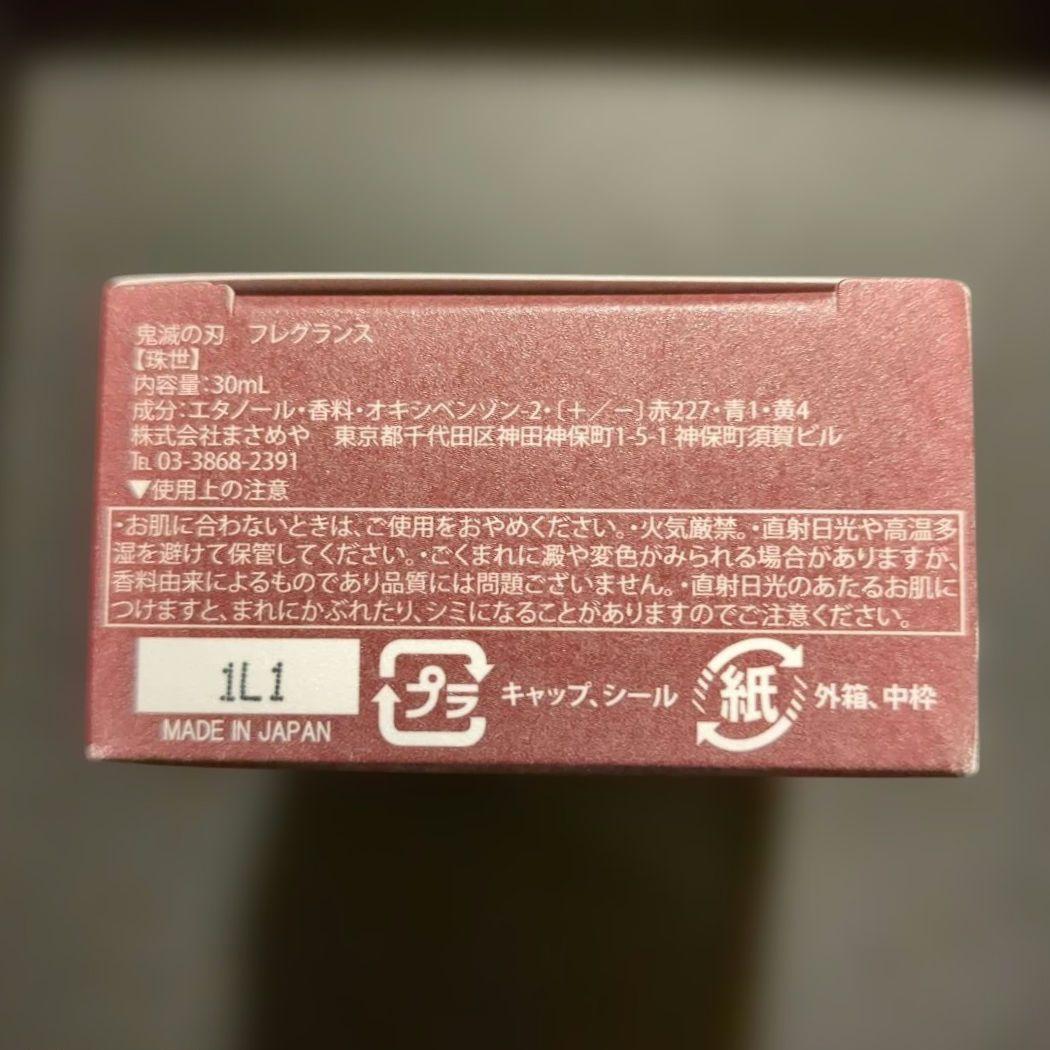 鬼滅の刃　フレグランス
【珠世】
内容量：30mL
成分：エタノール・香料・オキシベンゾン-2・〔＋／－〕赤227・青1・黄4
株式会社まさめや　東京都千代田区神田神保町1-5-1 神保町須賀ビル
℡ 03-3868-2391
▼使用上の注意
・お肌に合わないときは、ご使用をおやめください。・火気厳禁。・直射日光や高温多
湿を避けて保管してください。・ごくまれに澱や変色がみられる場合がありますが、
香料由来によるものであり品質には問題ございません。・直射日光のあたるお肌に
つけますと、まれにかぶれたり、シミになることがありますのでご注意ください。
1L1
MADE IN JAPAN
プラ キャップ、シール
紙 外箱、中枠